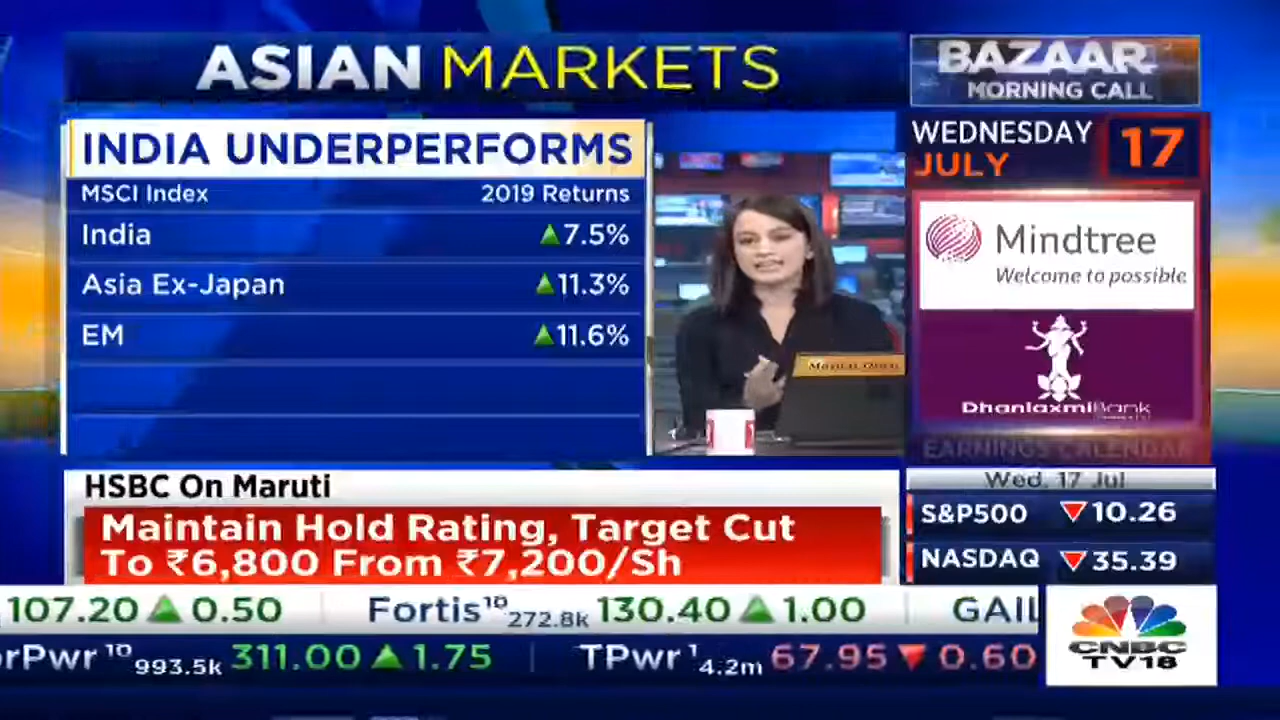 ASIAN MARKETS
BAZAAR
MORNING CALL
WEDNESDAY
JULY
17
INDIA UNDERPERFORMS
MSCI Index 2019 Returns
India ▲7.5%
Asia Ex-Japan ▲11.3%
EM ▲11.6%
Mindtree
Welcome to possible
DhanlaxmiBank
EARNINGS CALENDAR
Wed, 17 Jul
S&P500 ▼10.26
NASDAQ ▼35.39
HSBC On Maruti
Maintain Hold Rating, Target Cut
To ₹6,800 From ₹7,200/Sh
107.20 ▲ 0.50 Fortis 10 272.8k 130.40 ▲ 1.00 GAIL
rPwr 10 993.5k 311.00 ▲ 1.75 TPwr 1 4.2m 67.95 ▼ 0.60
CNBC
TV18